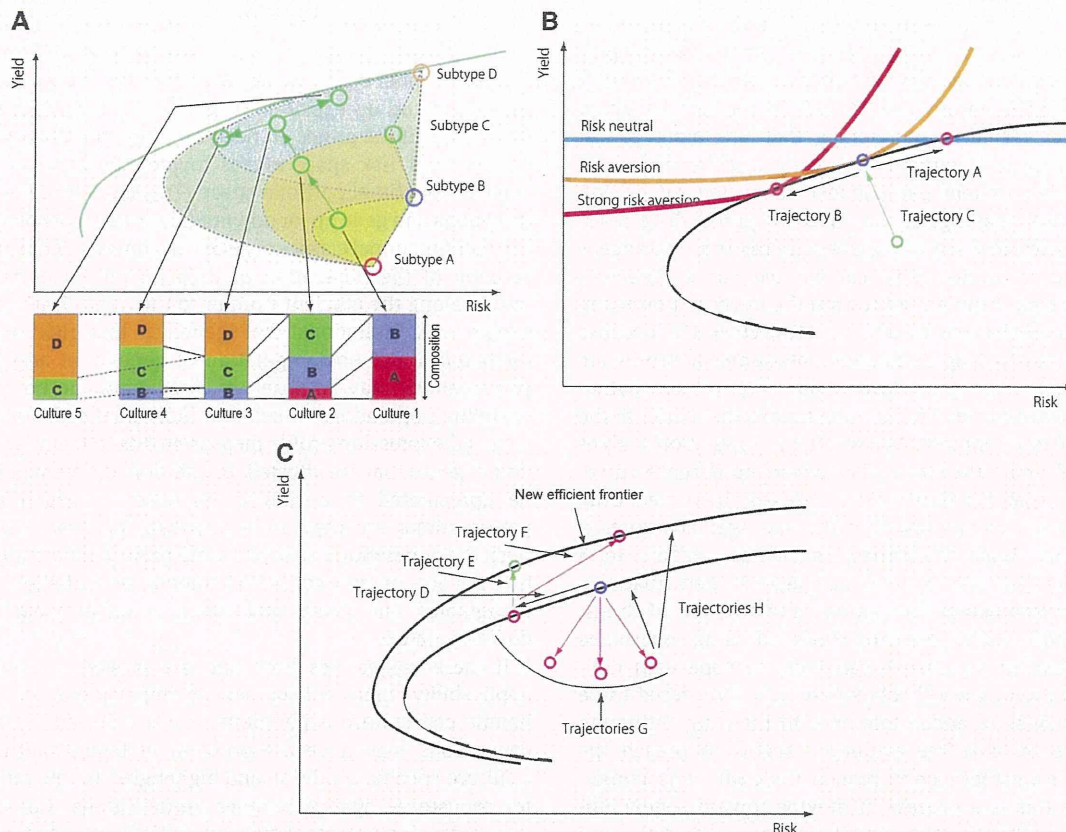 A
Yield
Subtype D
Subtype C
Subtype B
Subtype A
Risk
D
D
D
C
B
C
C
B
C
B
B
A
A
Composition
Culture 5
Culture 4
Culture 3
Culture 2
Culture 1
B
Yield
Risk neutral
Risk aversion
Strong risk aversion
Trajectory A
Trajectory B
Trajectory C
Risk
C
Yield
New efficient frontier
Trajectory F
Trajectory E
Trajectory D
Trajectories H
Trajectories G
Risk